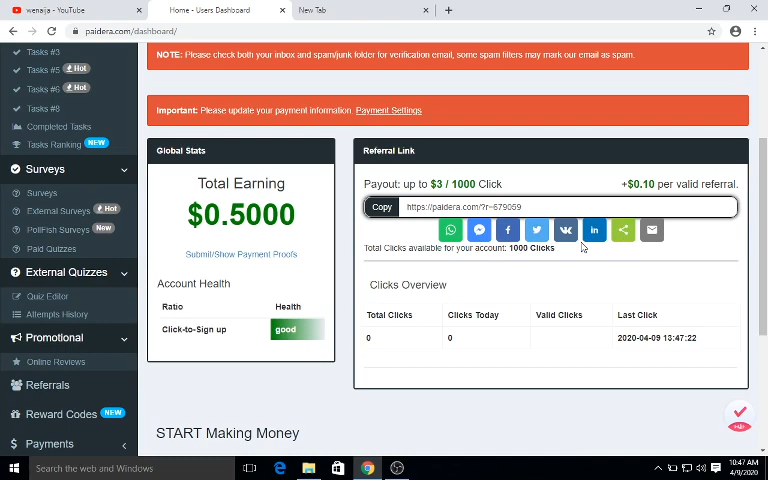 wenaija - YouTube
Home - Users Dashboard
New Tab
paidera.com/dashboard/
Tasks #3
Tasks #5 Hot
Tasks #6 Hot
Tasks #8
Completed Tasks
Tasks Ranking NEW
Surveys
Surveys
External Surveys Hot
PollFish Surveys New
Paid Quizzes
External Quizzes
Quiz Editor
Attempts History
Promotional
Online Reviews
Referrals
Reward Codes NEW
Payments
NOTE: Please check both your inbox and spam/junk folder for verification email, some spam filters may mark our email as spam.
Important: Please update your payment information. Payment Settings
Global Stats
Total Earning
$0.5000
Submit/Show Payment Proofs
Account Health
Ratio Health
Click-to-Sign up good
Referral Link
Payout: up to $3 / 1000 Click +$0.10 per valid referral.
Copy https://paidera.com/?r=679059
Total Clicks available for your account: 1000 Clicks
Clicks Overview
Total Clicks Clicks Today Valid Clicks Last Click
0 0 2020-04-09 13:47:22
START Making Money
Search the web and Windows
10:47 AM
4/9/2020